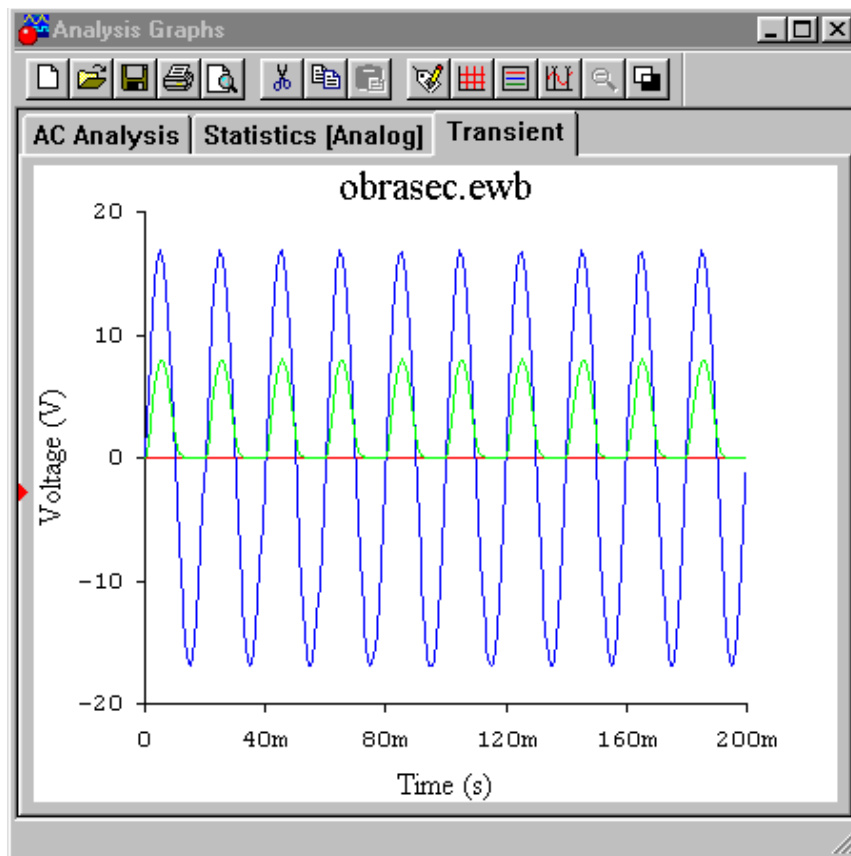 Analysis Graphs
AC Analysis Statistics [Analog] Transient
obrasec.ewb
20
10
0
-10
-20
Voltage (V)
0 40m 80m 120m 160m 200m
Time (s)